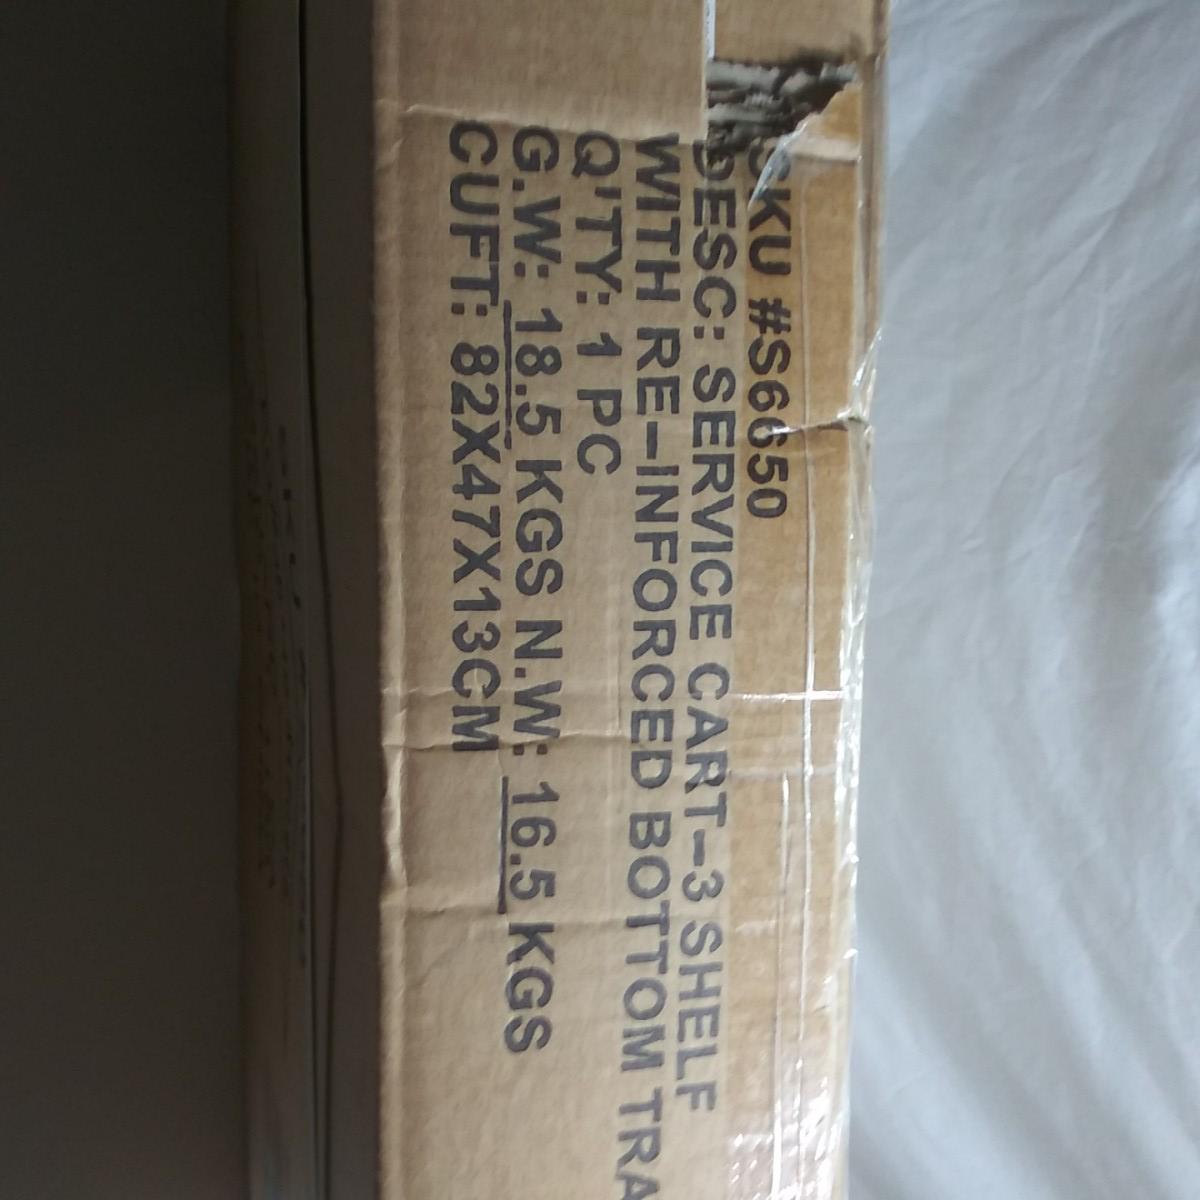 SKU #S6650
DESC: SERVICE CART-3 SHELF
WITH RE-INFORCED BOTTOM TRA
Q'TY: 1 PC
G.W: 18.5 KGS N.W: 16.5 KGS
CUFT: 82X47X13CM